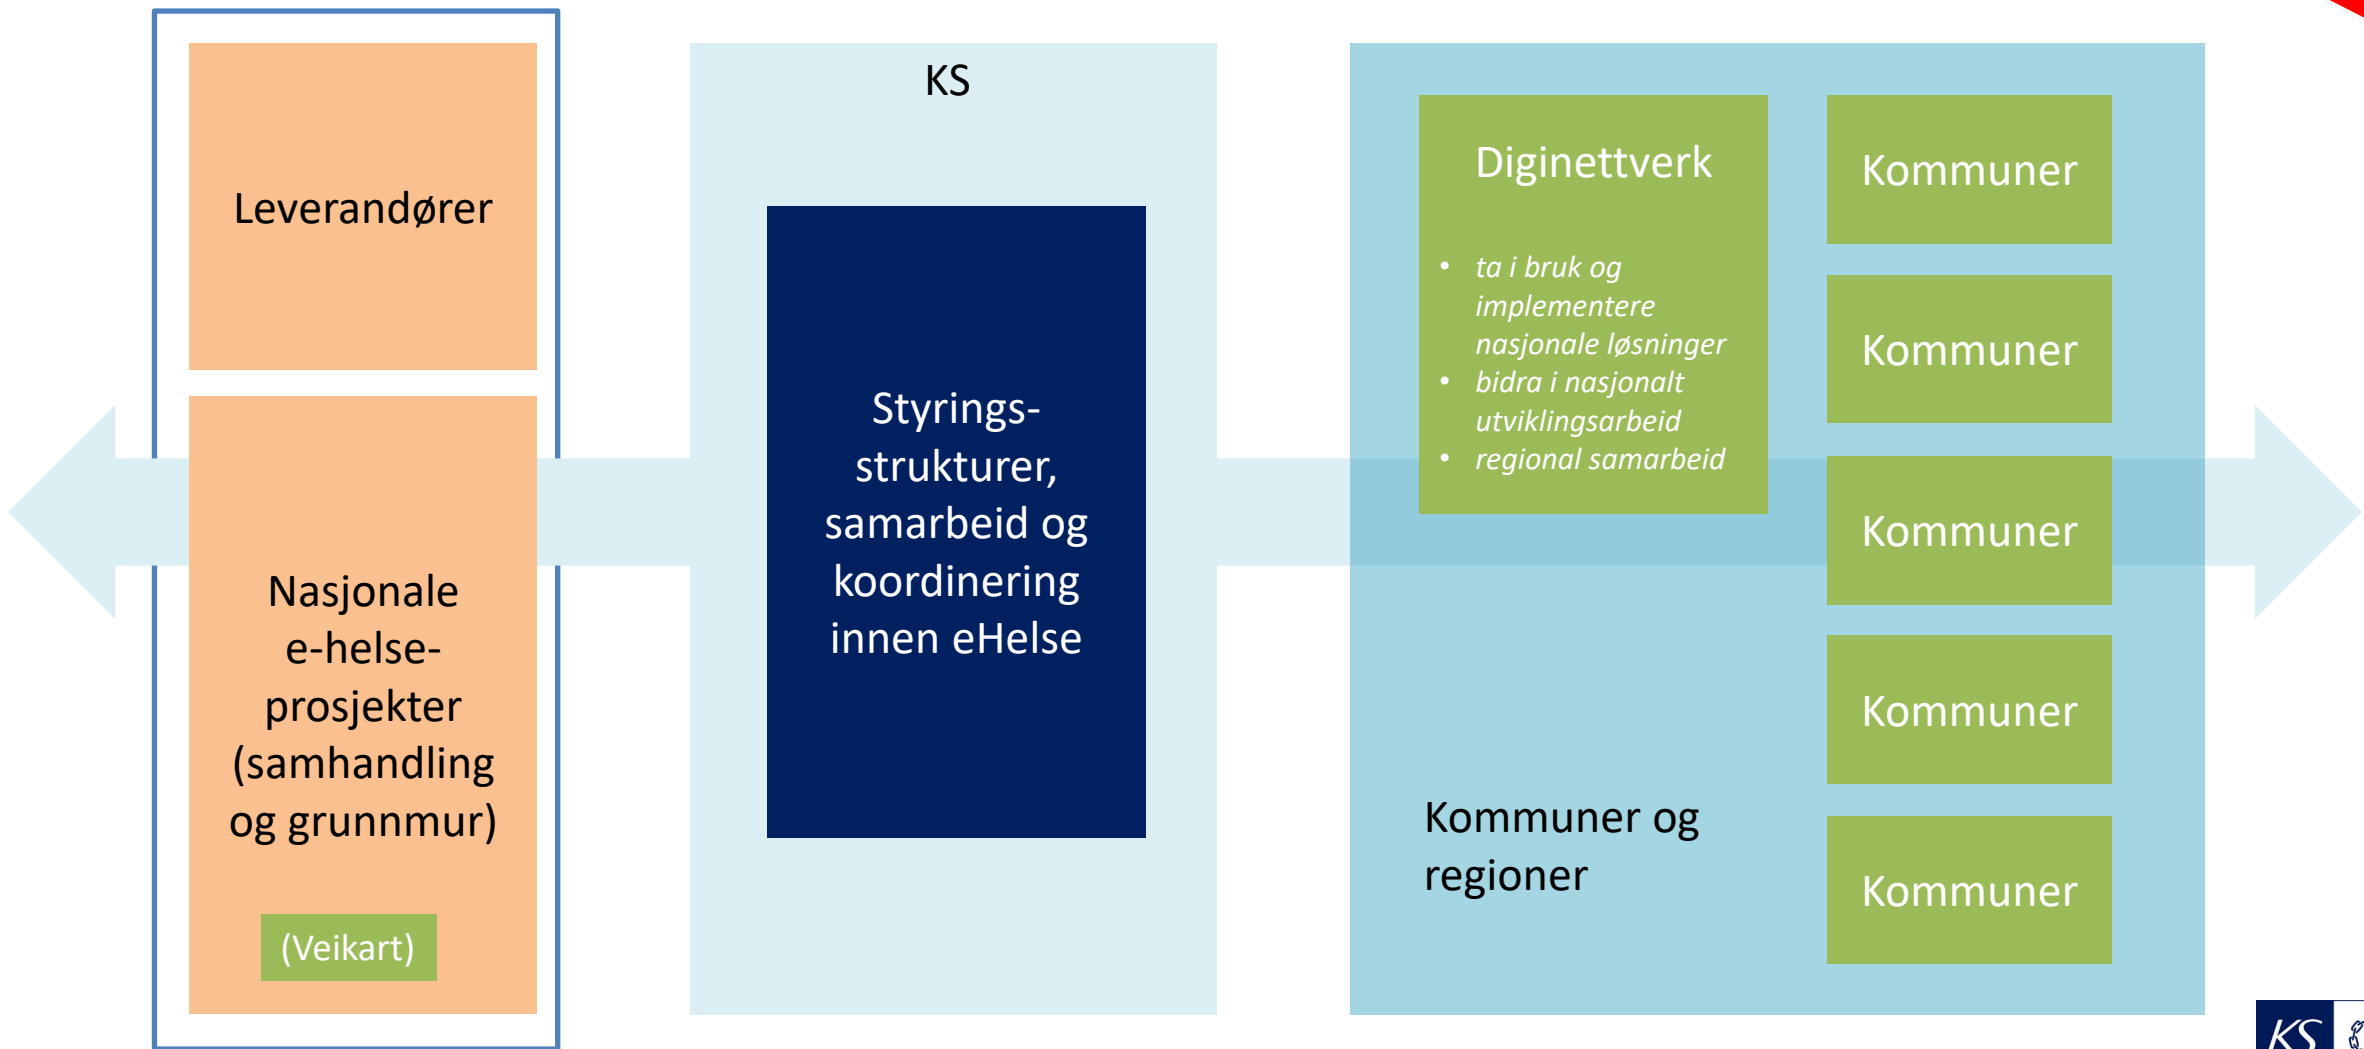 Leverandører
Nasjonale
e-helse-
prosjekter
(samhandling
og grunnmur)
(Veikart)
KS
Styrings-
strukturer,
samarbeid og
koordinering
innen eHelse
Diginettverk
• ta i bruk og
implementere
nasjonale løsninger
• bidra i nasjonalt
utviklingsarbeid
• regional samarbeid
Kommuner og
regioner
Kommuner
Kommuner
Kommuner
Kommuner
Kommuner
KS